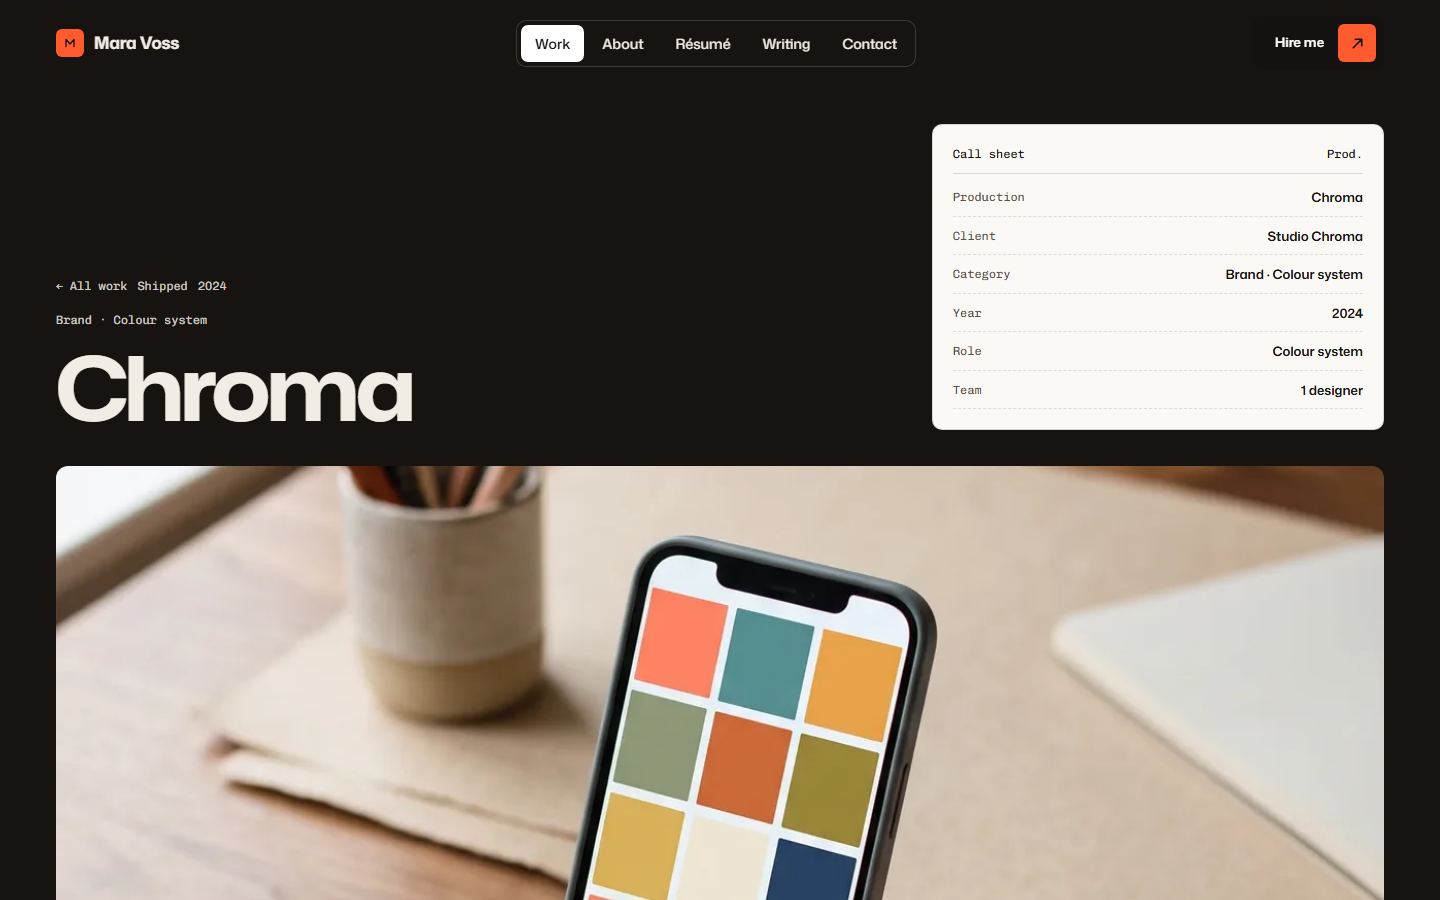 M Mara Voss
Work About Résumé Writing Contact
Hire me
Call sheet Prod.
Production Chroma
Client Studio Chroma
Category Brand · Colour system
Year 2024
Role Colour system
Team 1 designer
← All work Shipped 2024
Brand · Colour system
Chroma